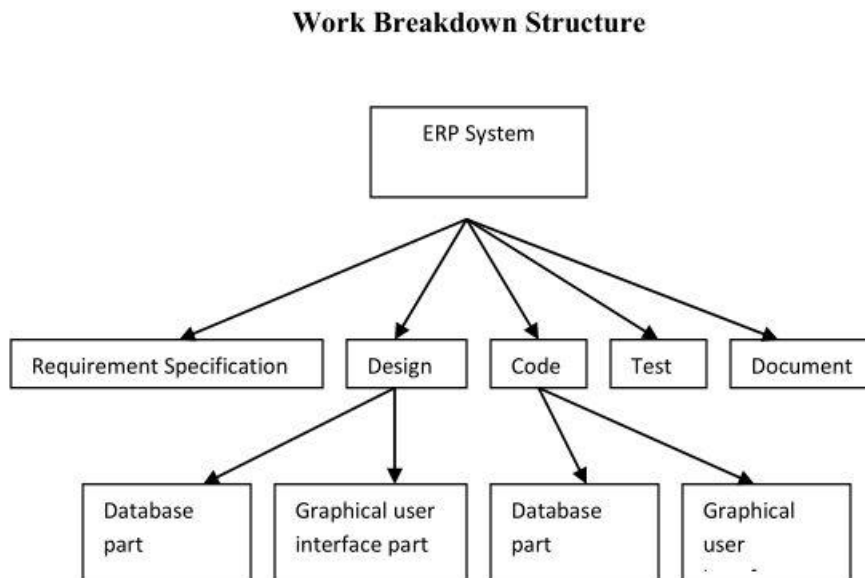 Work Breakdown Structure
ERP System
Requirement Specification
Design
Code
Test
Document
Database
part
Graphical user
interface part
Database
part
Graphical
user